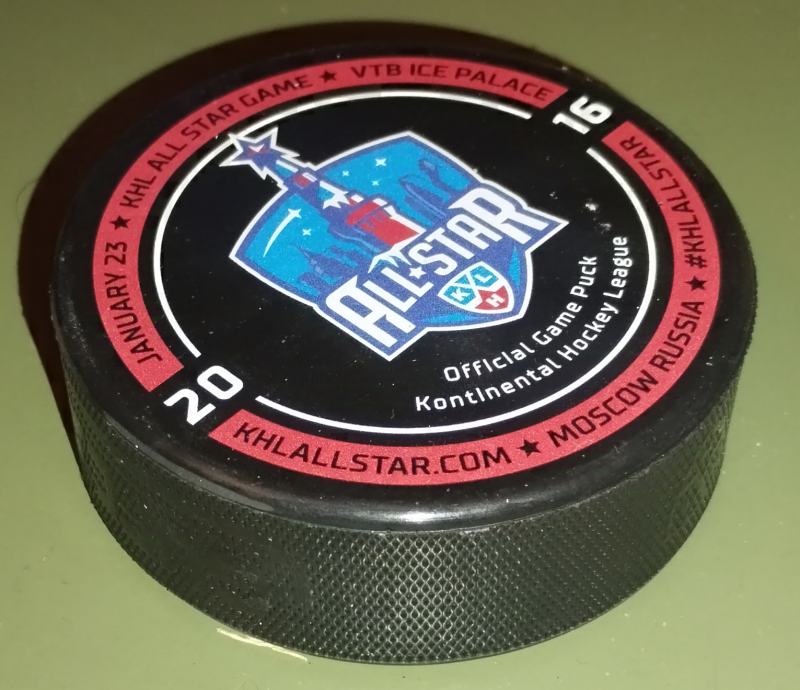 JANUARY 23 ★ KHL ALL STAR GAME ★ VTB ICE PALACE
20
16
#KHLALLSTAR
KHLALLSTAR.COM ★ MOSCOW RUSSIA ★
ALL★STAR
KHL
Official Game Puck
Kontinental Hockey League